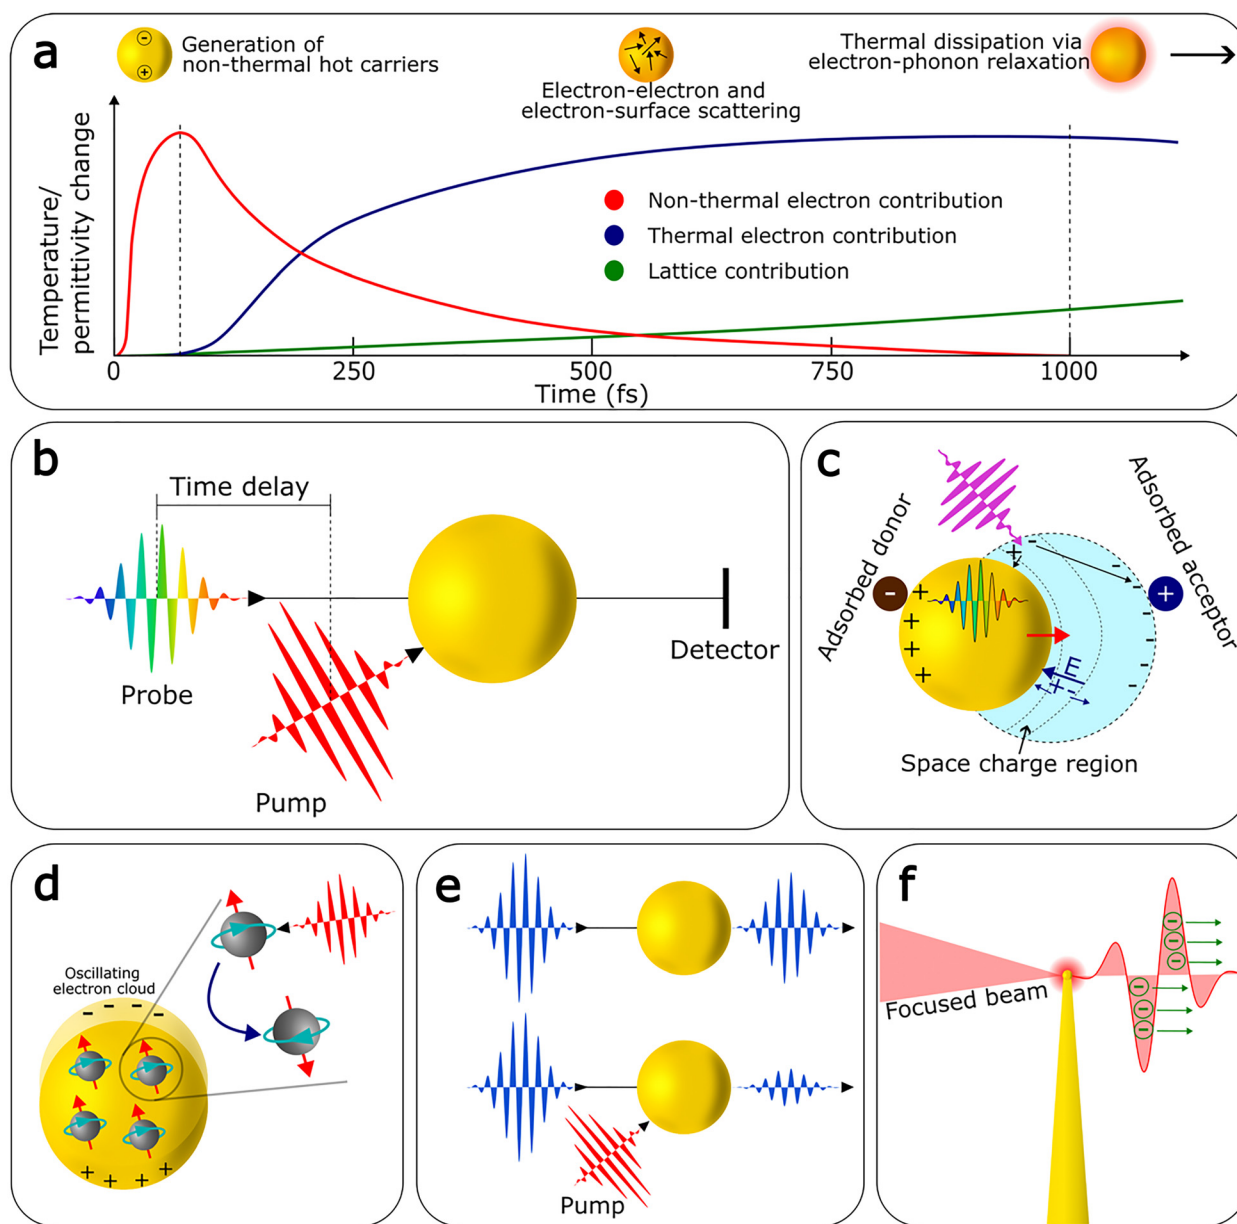 a
Generation of
non-thermal hot carriers
Electron-electron and
electron-surface scattering
Thermal dissipation via
electron-phonon relaxation
Temperature/
permittivity change
Non-thermal electron contribution
Thermal electron contribution
Lattice contribution
0
250
500
750
1000
Time (fs)
b
Time delay
Probe
Pump
Detector
c
Adsorbed donor
Adsorbed acceptor
E
Space charge region
d
Oscillating
electron cloud
e
Pump
f
Focused beam